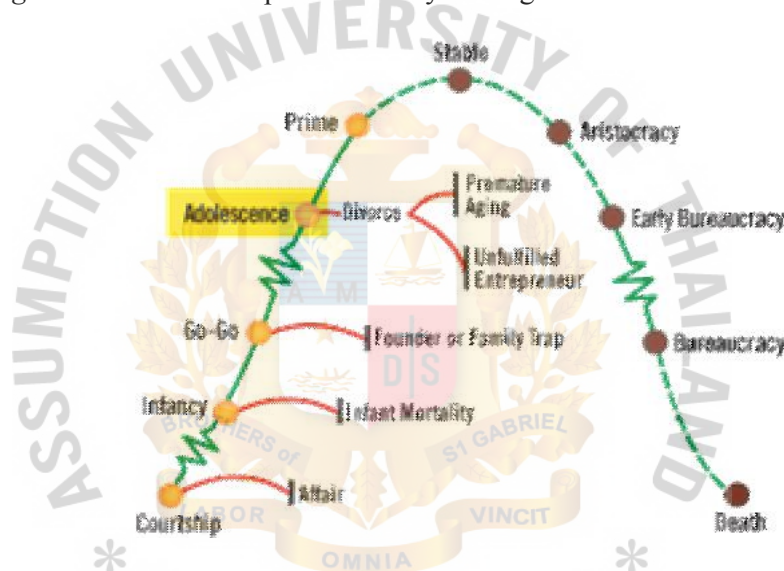 ASSUMPTION UNIVERSITY OF THAILAND
Stable
Prime
Aristocracy
Premature
Aging
Adolescence
Divorce
Early Bureaucracy
Unfulfilled
Entrepreneur
A M
Go-Go
Founder or Family Trap
Bureaucracy
D S
Infancy
Infant Mortality
BROTHERS of
ST GABRIEL
Affair
Courtship
LABOR
VINCIT
Death
OMNIA